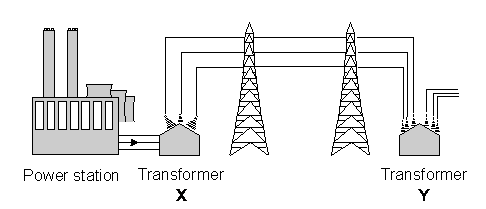 Power station
Transformer
X
Transformer
Y